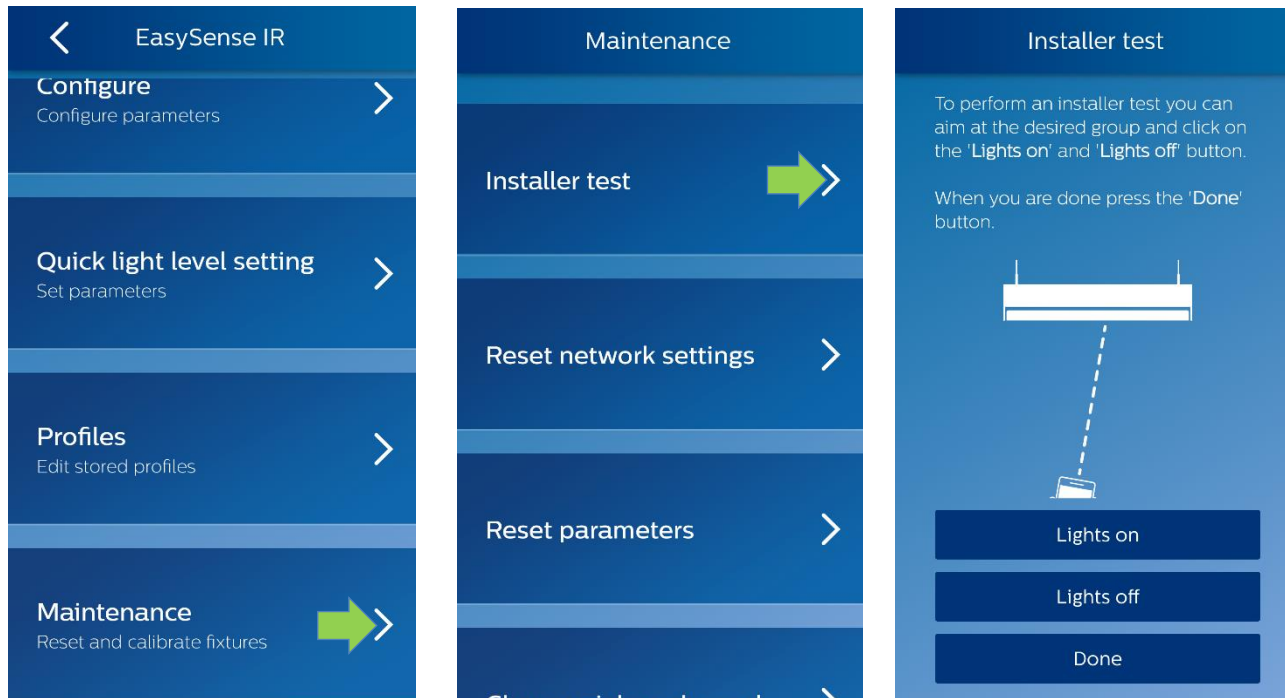 EasySense IR
Configure
Configure parameters
Quick light level setting
Set parameters
Profiles
Edit stored profiles
Maintenance
Reset and calibrate fixtures
Maintenance
Installer test
Reset network settings
Reset parameters
Installer test
To perform an installer test you can
aim at the desired group and click on
the 'Lights on' and 'Lights off' button.
When you are done press the 'Done'
button.
Lights on
Lights off
Done